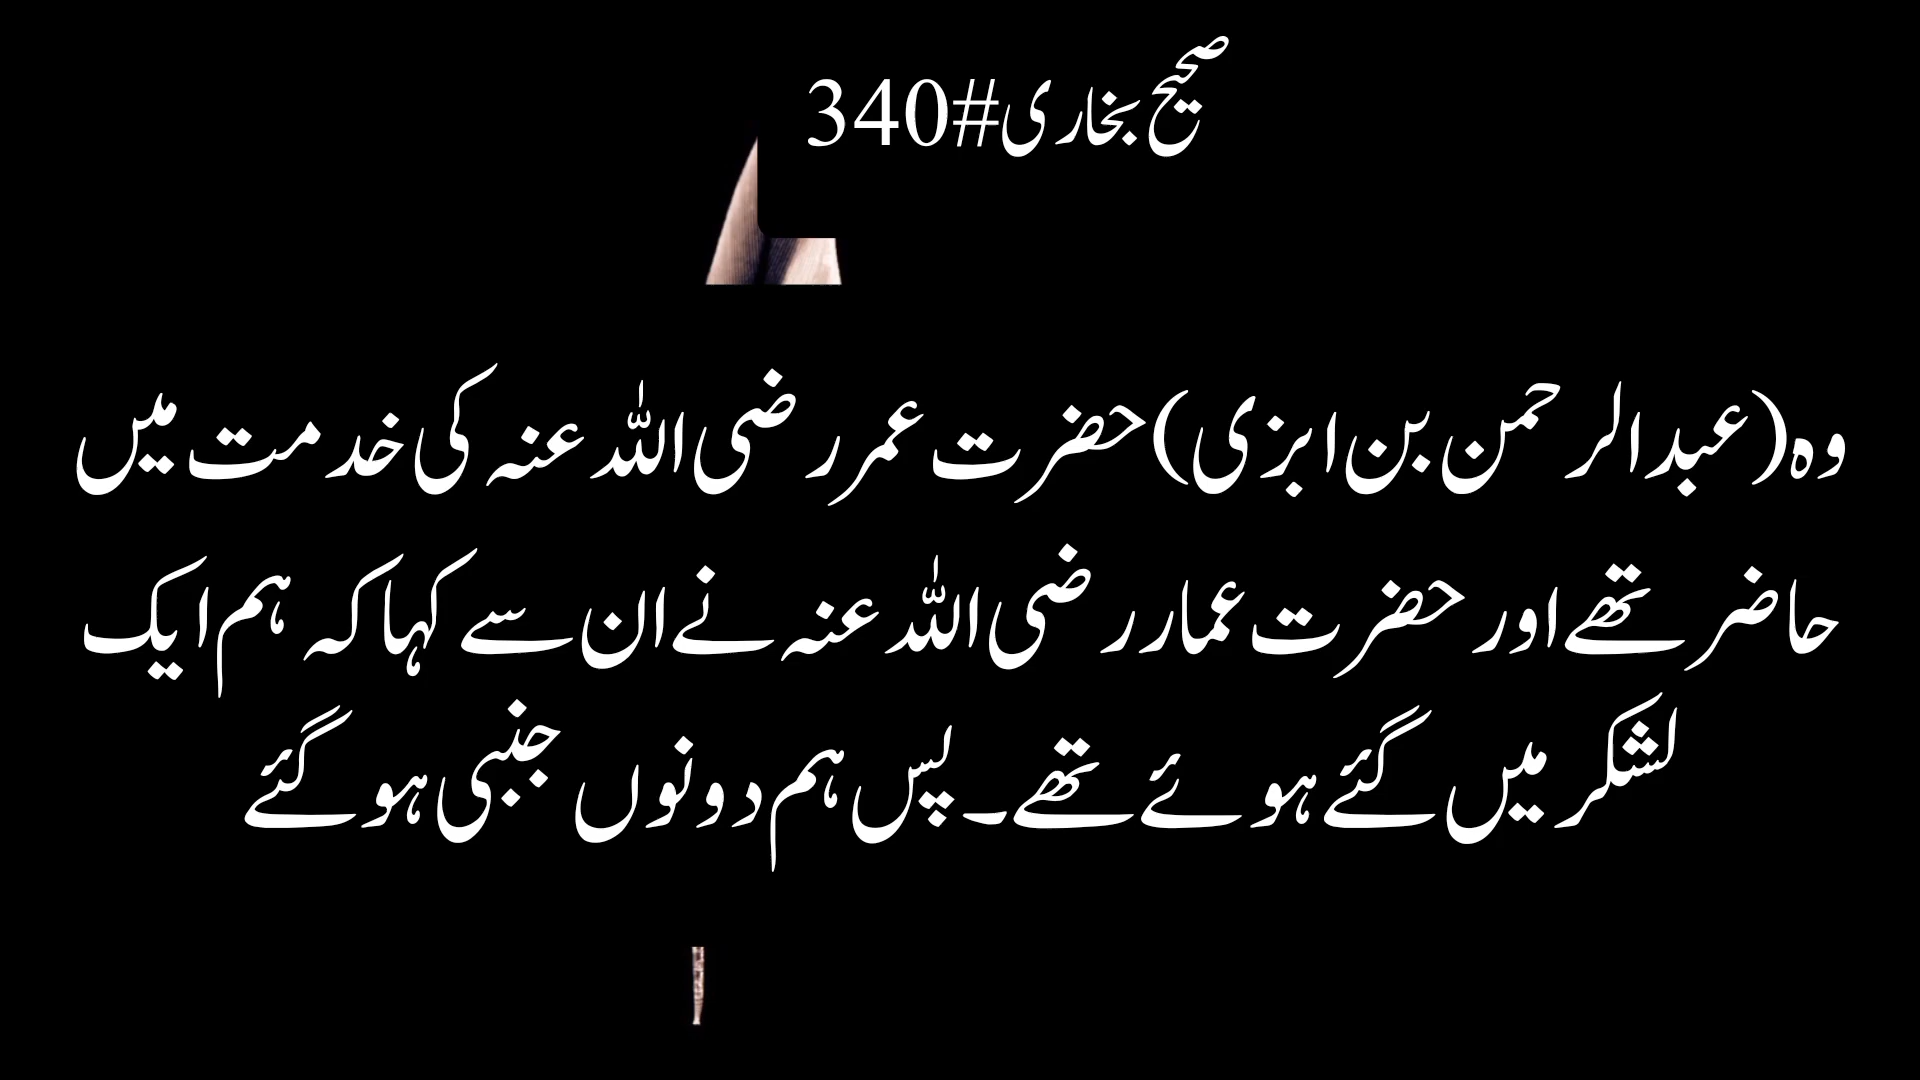 صحیح بخاری#340
وہ(عبدالرحمن بن ابزی)حضرت عمر رضی اللہ عنہ کی خدمت میں
حاضر تھے اور حضرت عمار رضی اللہ عنہ نے ان سے کہا کہ ہم ایک
لشکر میں گئے ہوئے تھے۔ پس ہم دونوں جنبی ہو گئے